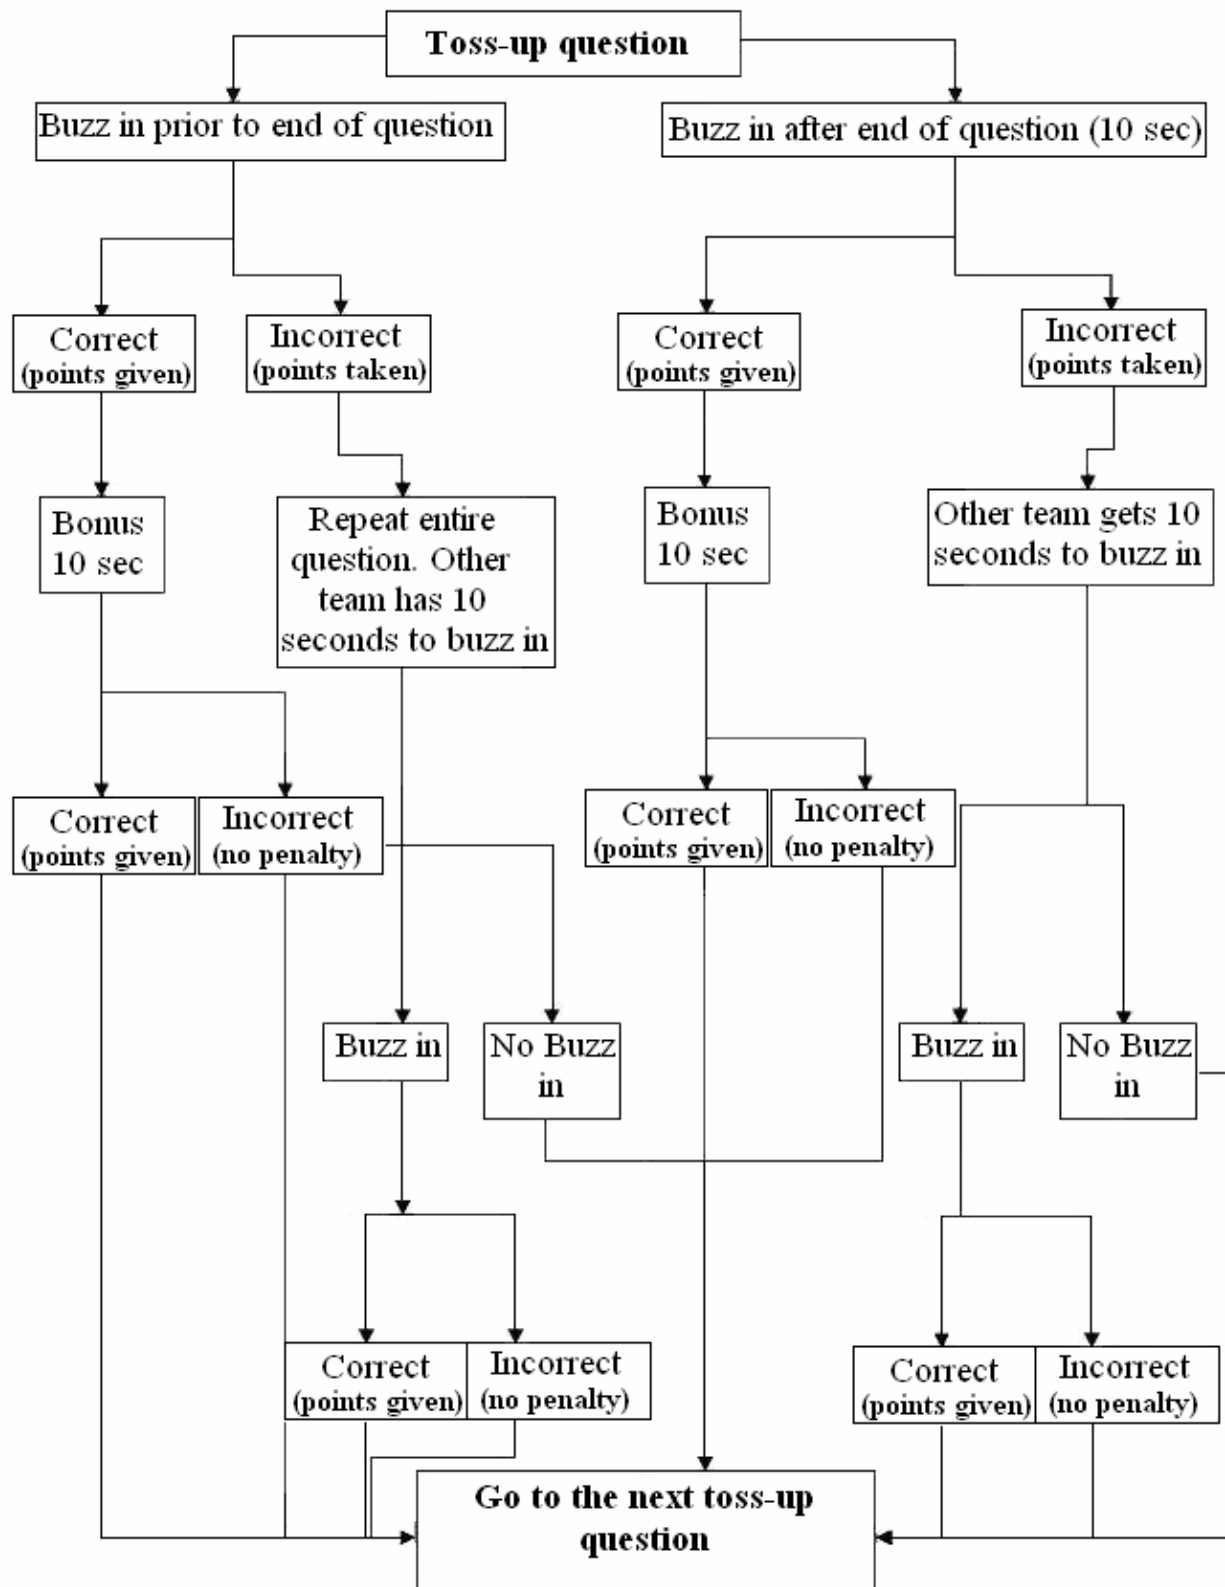 Toss-up question
Buzz in prior to end of question
Buzz in after end of question (10 sec)
Correct
(points given)
Incorrect
(points taken)
Correct
(points given)
Incorrect
(points taken)
Bonus
10 sec
Repeat entire
question. Other
team has 10
seconds to buzz in
Bonus
10 sec
Other team gets 10
seconds to buzz in
Correct
(points given)
Incorrect
(no penalty)
Correct
(points given)
Incorrect
(no penalty)
Buzz in
No Buzz
in
Buzz in
No Buzz
in
Correct
(points given)
Incorrect
(no penalty)
Correct
(points given)
Incorrect
(no penalty)
Go to the next toss-up
question